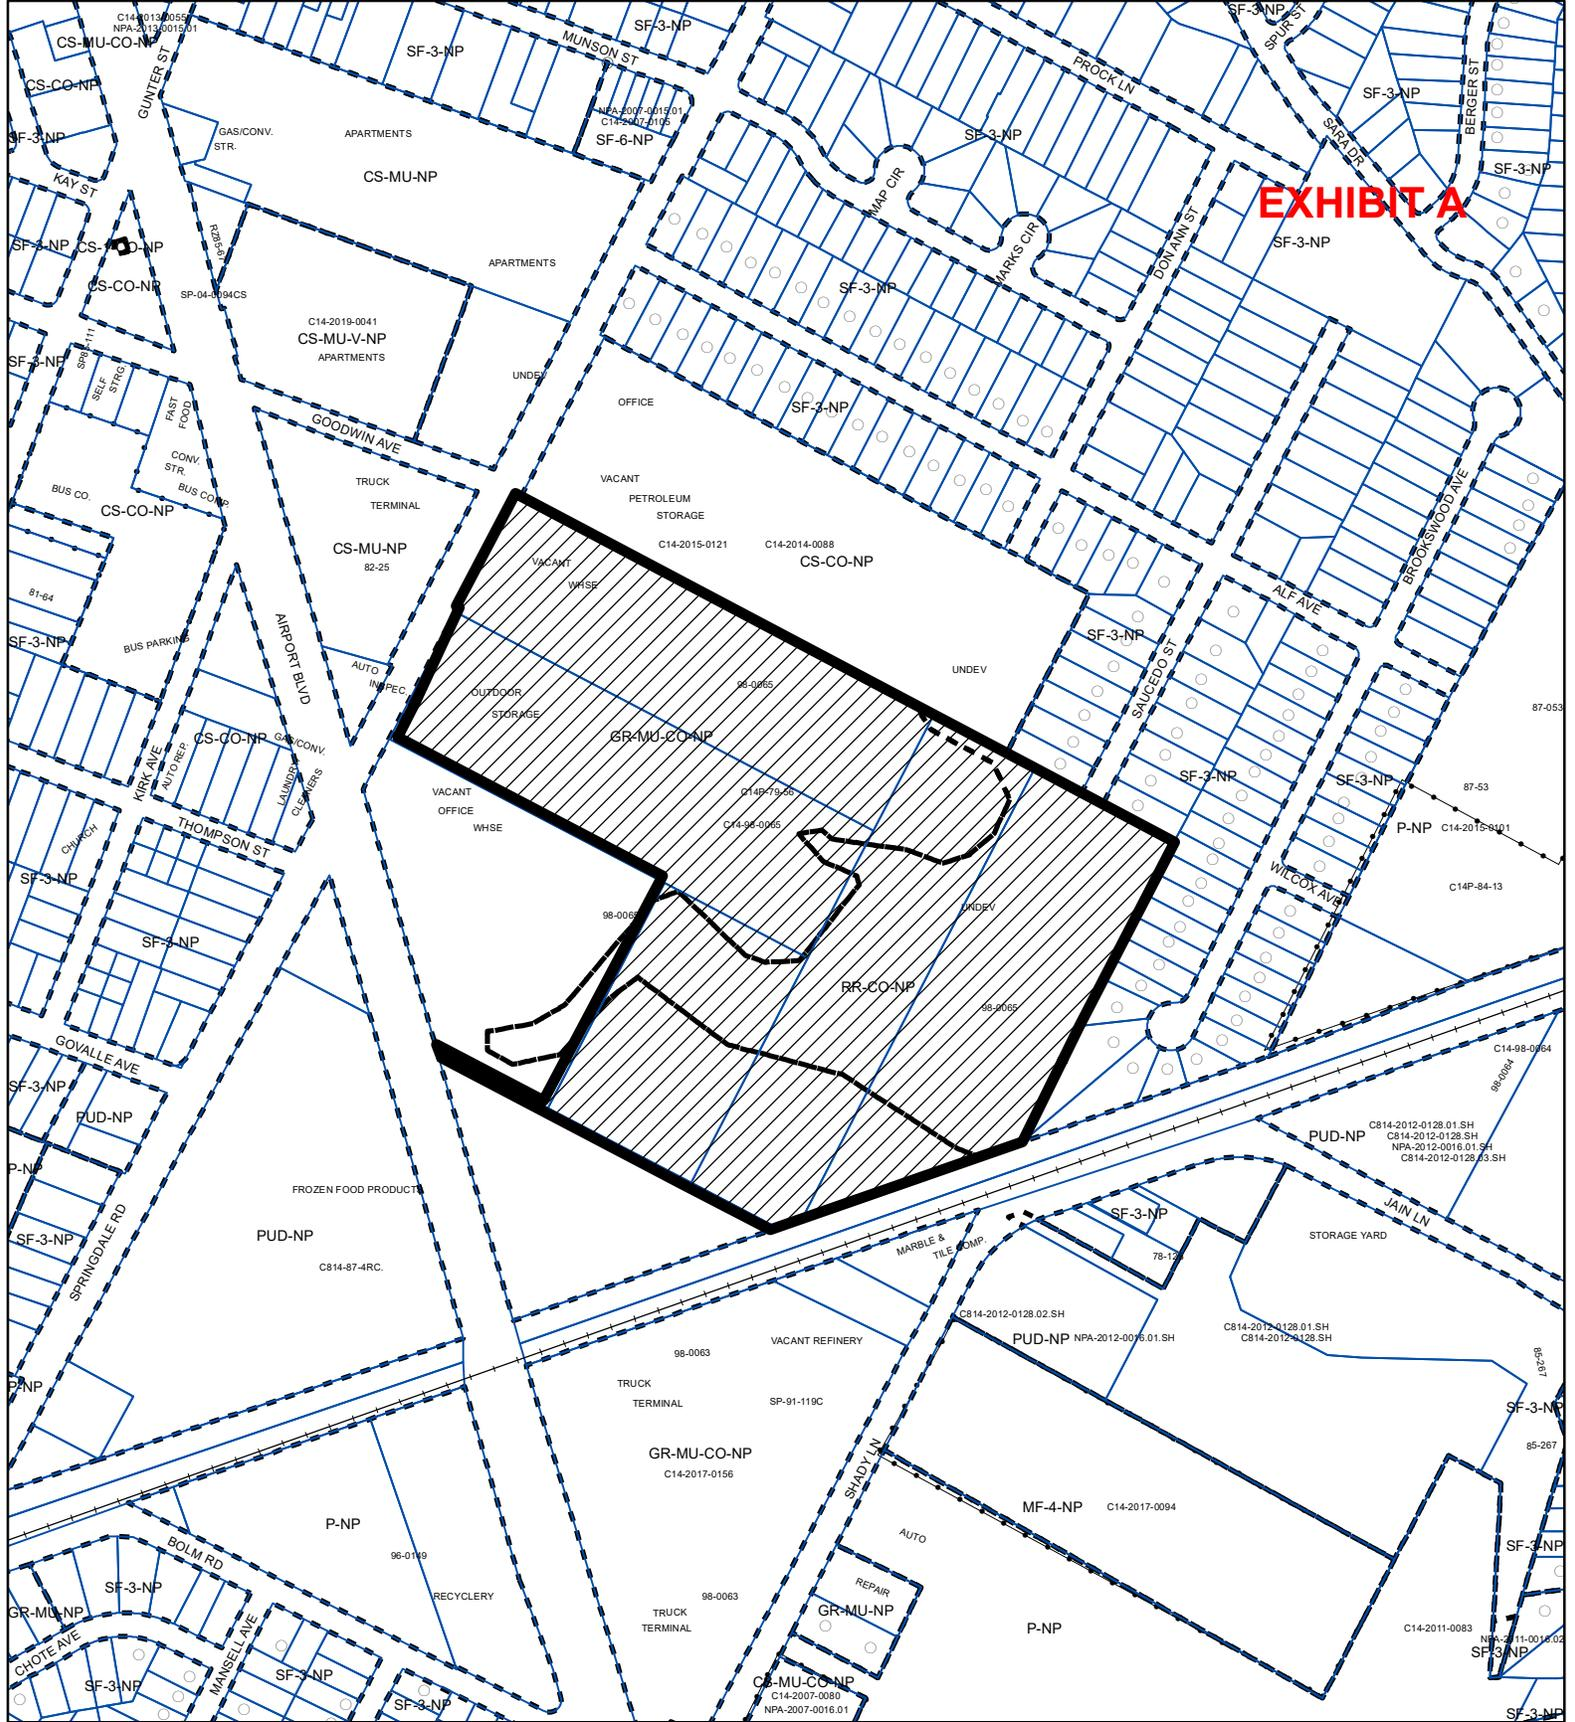 C14-2013-0055
NPA-2013-0015.01
CS-MU-CO-NP
GUNTER ST
SF-3-NP
MUNSON ST
SF-3-NP
SF-3-NP
SPUR ST
PROCK LN
BERGER ST
SF-3-NP
SARA DR
CS-CO-NP
SF-3-NP
GAS/CONV.
STR.
APARTMENTS
CS-MU-NP
NPA-2007-0015.01
C14-2007-0105
SF-6-NP
SF-3-NP
SF-3-NP
KAY ST
MAP CIR
MARKS CIR
DON ANN ST
EXHIBIT A
SF-3-NP
SF-3-NP
CS-CO-NP
RZ85-67
SP-04-0094CS
APARTMENTS
SF-3-NP
C14-2019-0041
CS-MU-V-NP
APARTMENTS
SF-3-NP
SELF
STRG.
FAST
FOOD
UNDEV
OFFICE
SF-3-NP
GOODWIN AVE
CONV.
STR.
BUS CO.
CS-CO-NP
TRUCK
TERMINAL
CS-MU-NP
82-25
VACANT
PETROLEUM
STORAGE
C14-2015-0121
C14-2014-0088
CS-CO-NP
BROOKSWOOD AVE
ALF AVE
81-64
SF-3-NP
BUS PARKING
AIRPORT BLVD
AUTO
INSPEC.
VACANT
WHSE
OUTDOOR
STORAGE
98-0065
GR-MU-CO-NP
UNDEV
SF-3-NP
SAUCEDO ST
87-053
CS-CO-NP
GAS/CONV.
KIRK AVE
AUTO REP.
LAUNDRY
CLEANERS
VACANT
OFFICE
WHSE
C14P-79-56
C14-98-0065
SF-3-NP
SF-3-NP
87-53
P-NP
C14-2015-0101
THOMPSON ST
CHURCH
SF-3-NP
WILCOX AVE
C14P-84-13
98-0065
UNDEV
SF-3-NP
RR-CO-NP
98-0065
GOVALLE AVE
SF-3-NP
PUD-NP
C14-98-0064
98-0064
PUD-NP
C814-2012-0128.01.SH
C814-2012-0128.SH
NPA-2012-0016.01.SH
C814-2012-0128.03.SH
P-NP
FROZEN FOOD PRODUCTS
JAIN LN
SF-3-NP
SPRINGDALE RD
PUD-NP
C814-87-4RC.
MARBLE &
TILE COMP.
SF-3-NP
STORAGE YARD
C814-2012-0128.02.SH
PUD-NP
NPA-2012-0016.01.SH
C814-2012-0128.01.SH
C814-2012-0128.SH
85-267
VACANT REFINERY
98-0063
P-NP
TRUCK
TERMINAL
SP-91-119C
SF-3-NP
85-267
GR-MU-CO-NP
C14-2017-0156
SHADY LN
MF-4-NP
C14-2017-0094
P-NP
BOLM RD
96-0149
AUTO
REPAIR
SF-3-NP
SF-3-NP
RECYCLERY
98-0063
TRUCK
TERMINAL
GR-MU-NP
GR-MU-NP
P-NP
C14-2011-0083
NPA-2011-0016.02
SF-3-NP
CHOTE AVE
MANSELL AVE
SF-3-NP
SF-3-NP
SF-3-NP
CS-MU-CO-NP
C14-2007-0080
NPA-2007-0016.01
SF-3-NP